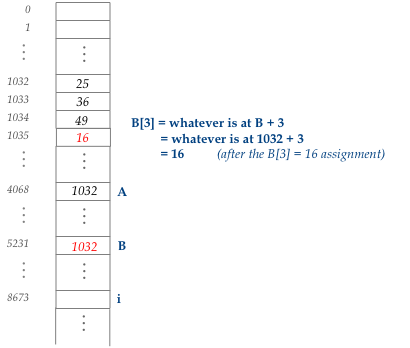 0
1
1032 25
1033 36
1034 49
1035 16
B[3] = whatever is at B + 3
= whatever is at 1032 + 3
= 16 (after the B[3] = 16 assignment)
4068 1032 A
5231 1032 B
8673 i